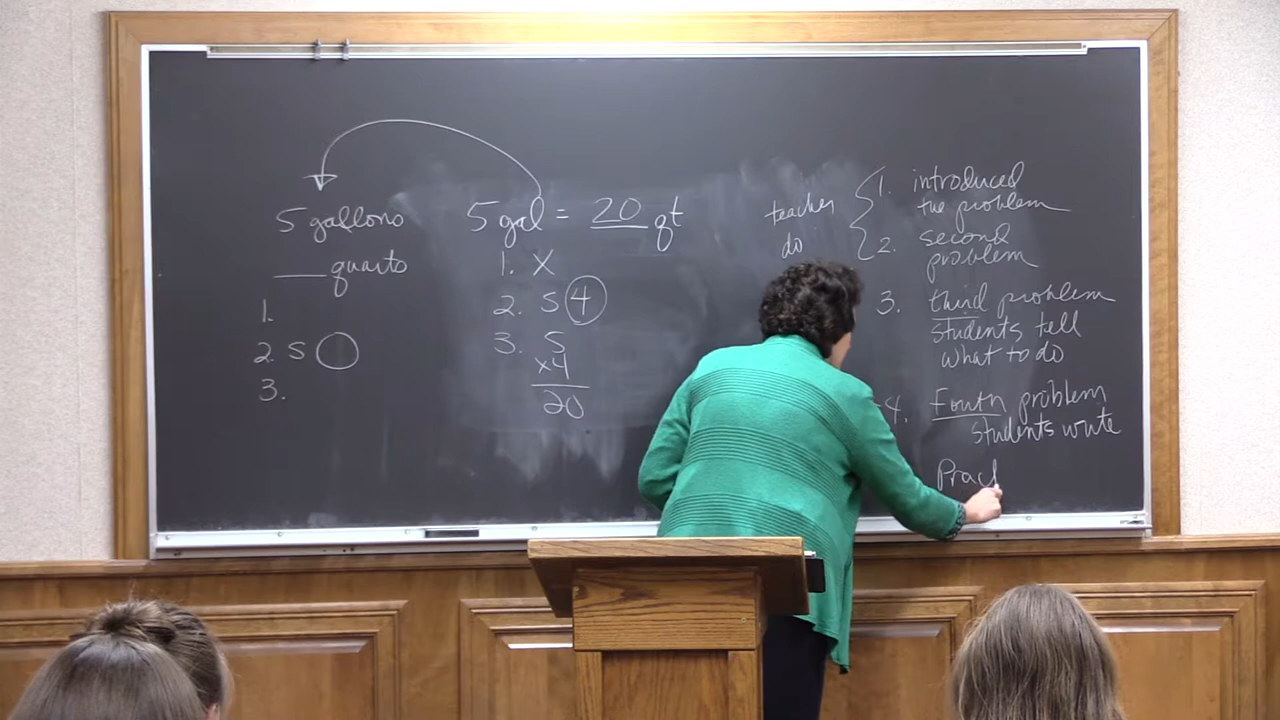 5 gallons
___ quarts
1.
2. S
3.
5 gal = 20 qt
1. X
2. S 4
3. 5
x4
20
teacher
do
1. introduced
the problem
2. second
problem
3. third problem
students tell
what to do
4. Fouth problem
students write
Prac